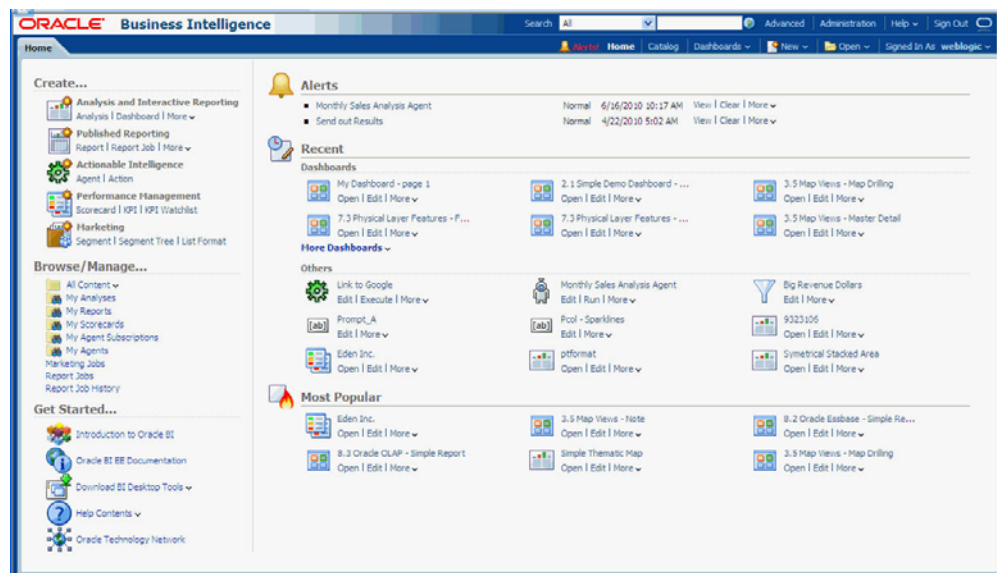 ORACLE Business Intelligence
Search All Advanced Administration Help Sign Out
Home
Alerts! Home Catalog Dashboards New Open Signed In As weblogic
Create...
Analysis and Interactive Reporting
Analysis | Dashboard | More
Published Reporting
Report | Report Job | More
Actionable Intelligence
Agent | Action
Performance Management
Scorecard | KPI | KPI Watchlist
Marketing
Segment | Segment Tree | List Format
Browse/Manage...
All Content
My Analyses
My Reports
My Scorecards
My Agent Subscriptions
My Agents
Marketing Jobs
Report Jobs
Report Job History
Get Started...
Introduction to Oracle BI
Oracle BI EE Documentation
Download BI Desktop Tools
Help Contents
Oracle Technology Network
Alerts
Monthly Sales Analysis Agent Normal 6/16/2010 10:17 AM View | Clear | More
Send out Results Normal 4/22/2010 5:02 AM View | Clear | More
Recent
Dashboards
My Dashboard - page 1 2.1 Simple Demo Dashboard - ... 3.5 Map Views - Map Drilling
Open | Edit | More Open | Edit | More Open | Edit | More
7.3 Physical Layer Features - F... 7.3 Physical Layer Features - ... 3.5 Map Views - Master Detail
Open | Edit | More Open | Edit | More Open | Edit | More
More Dashboards
Others
Link to Google Monthly Sales Analysis Agent Big Revenue Dollars
Edit | Execute | More Edit | Run | More Edit | More
[ab] Prompt_A [ab] Pcol - Sparklines 9323106
Edit | More Edit | More Open | Edit | More
Eden Inc. ptformat Symetrical Stacked Area
Open | Edit | More Open | Edit | More Open | Edit | More
Most Popular
Eden Inc. 3.5 Map Views - Note 8.2 Oracle Essbase - Simple Re...
Open | Edit | More Open | Edit | More Open | Edit | More
8.3 Oracle OLAP - Simple Report Simple Thematic Map 3.5 Map Views - Map Drilling
Open | Edit | More Open | Edit | More Open | Edit | More